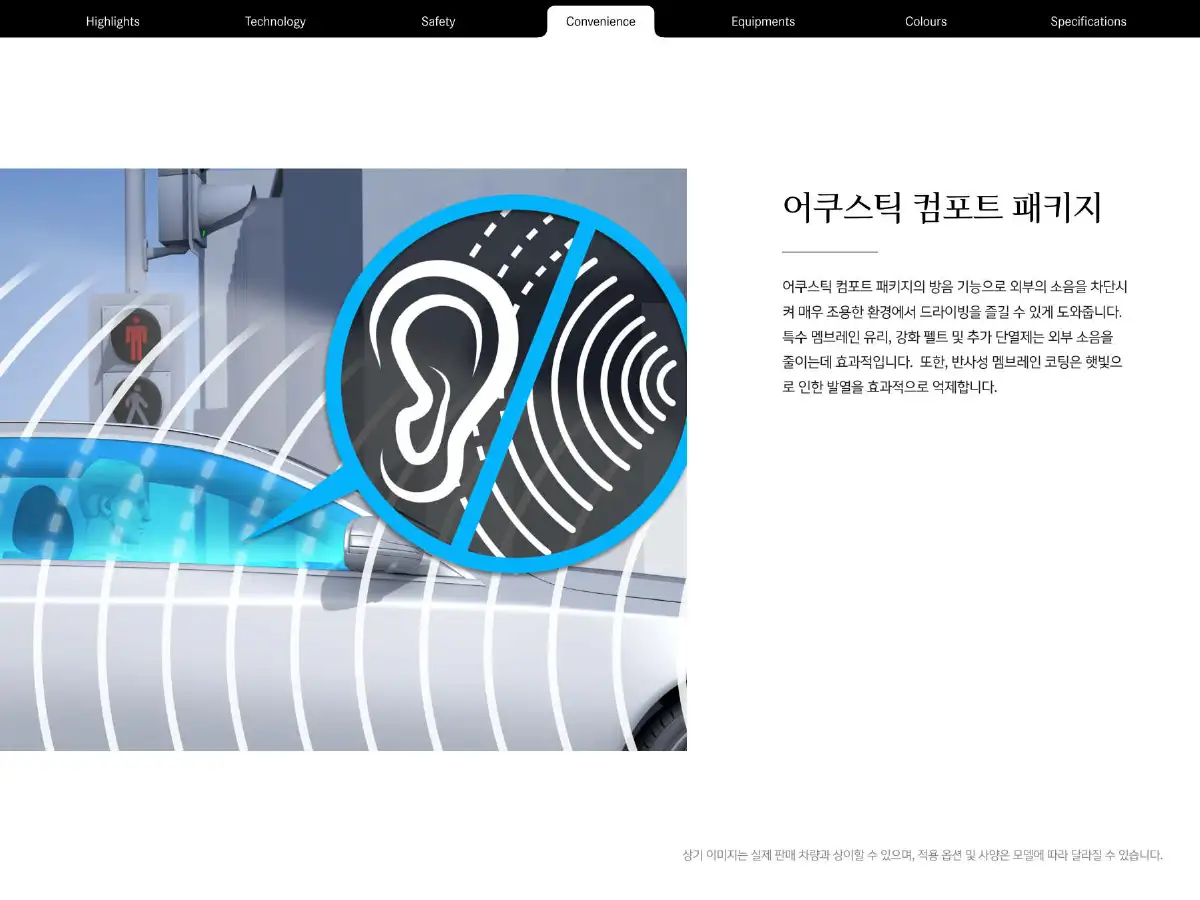 Highlights
Technology
Safety
Convenience
Equipments
Colours
Specifications
어쿠스틱 컴포트 패키지
어쿠스틱 컴포트 패키지의 방음 기능으로 외부의 소음을 차단시
켜 매우 조용한 환경에서 드라이빙을 즐길 수 있게 도와줍니다.
특수 멤브레인 유리, 강화 펠트 및 추가 단열제는 외부 소음을
줄이는데 효과적입니다. 또한, 반사성 멤브레인 코팅은 햇빛으
로 인한 발열을 효과적으로 억제합니다.
상기 이미지는 실제 판매 차량과 상이할 수 있으며, 적용 옵션 및 사양은 모델에 따라 달라질 수 있습니다.